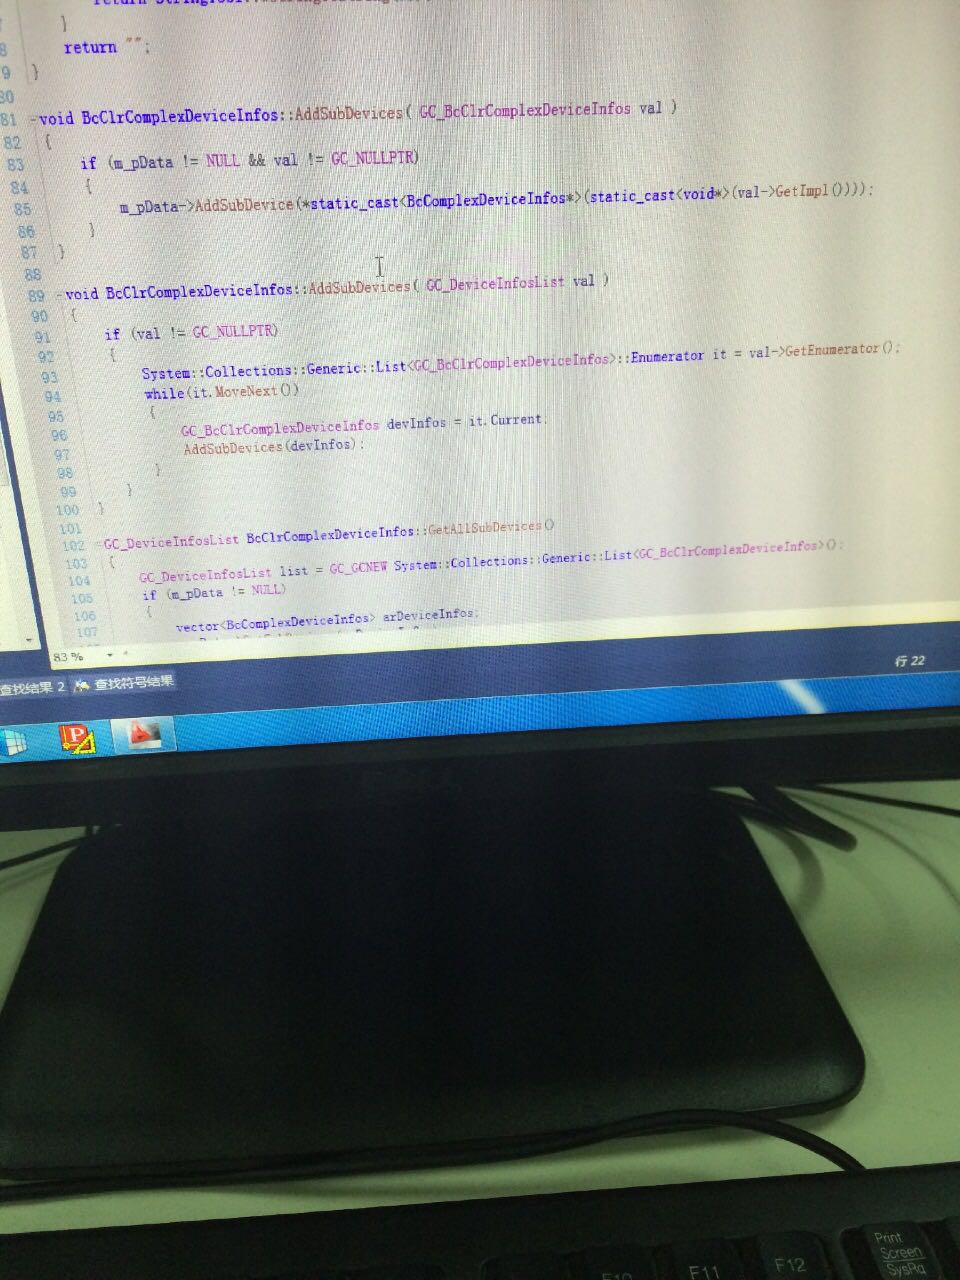 78
return "";
79 }
80
81 void BcClrComplexDeviceInfos::AddSubDevices( GC_BcClrComplexDeviceInfos val )
82 {
83 if (m_pData != NULL && val != GC_NULLPTR)
84 {
85 m_pData->AddSubDevice(*static_cast<BcComplexDeviceInfos*>(static_cast<void*>(val->GetImpl())));
86 }
87 }
88
89 void BcClrComplexDeviceInfos::AddSubDevices( GC_DeviceInfosList val )
90 {
91 if (val != GC_NULLPTR)
92 {
93 System::Collections::Generic::List<GC_BcClrComplexDeviceInfos>::Enumerator it = val->GetEnumerator();
94 while(it.MoveNext())
95 {
96 GC_BcClrComplexDeviceInfos devInfos = it.Current;
97 AddSubDevices(devInfos);
98 }
99 }
100 }
101
102 GC_DeviceInfosList BcClrComplexDeviceInfos::GetAllSubDevices()
103 {
104 GC_DeviceInfosList list = GC_GCNEW System::Collections::Generic::List<GC_BcClrComplexDeviceInfos>();
105 if (m_pData != NULL)
106 {
107 vector<BcComplexDeviceInfos> arDeviceInfos;
83 %
行 22
查找结果 2 查找符号结果
P
F10 F11 F12 Print Screen SysRq